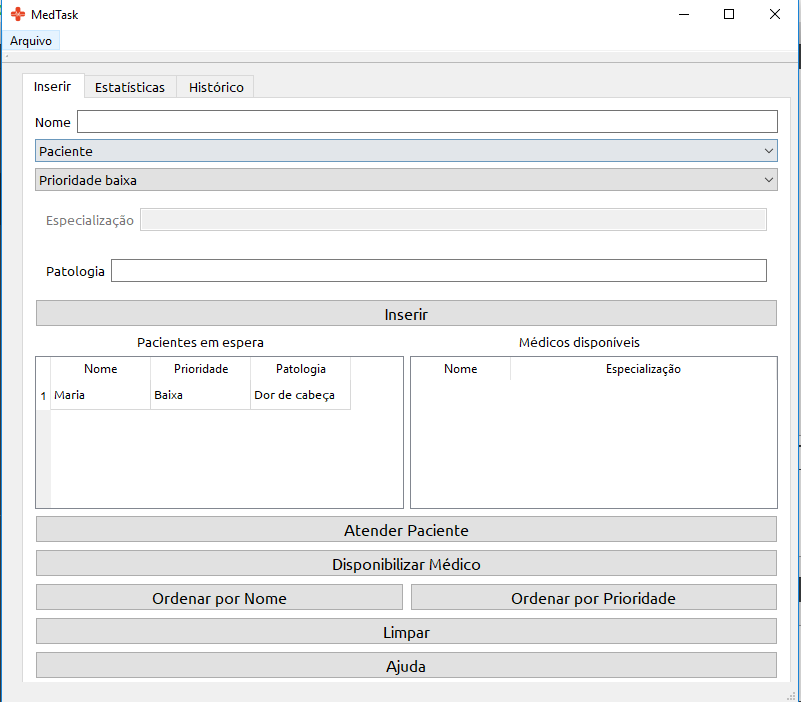 MedTask
Arquivo
Inserir Estatísticas Histórico
Nome
Paciente
Prioridade baixa
Especialização
Patologia
Inserir
Pacientes em espera Médicos disponíveis
Nome Prioridade Patologia Nome Especialização
1 Maria Baixa Dor de cabeça
Atender Paciente
Disponibilizar Médico
Ordenar por Nome Ordenar por Prioridade
Limpar
Ajuda